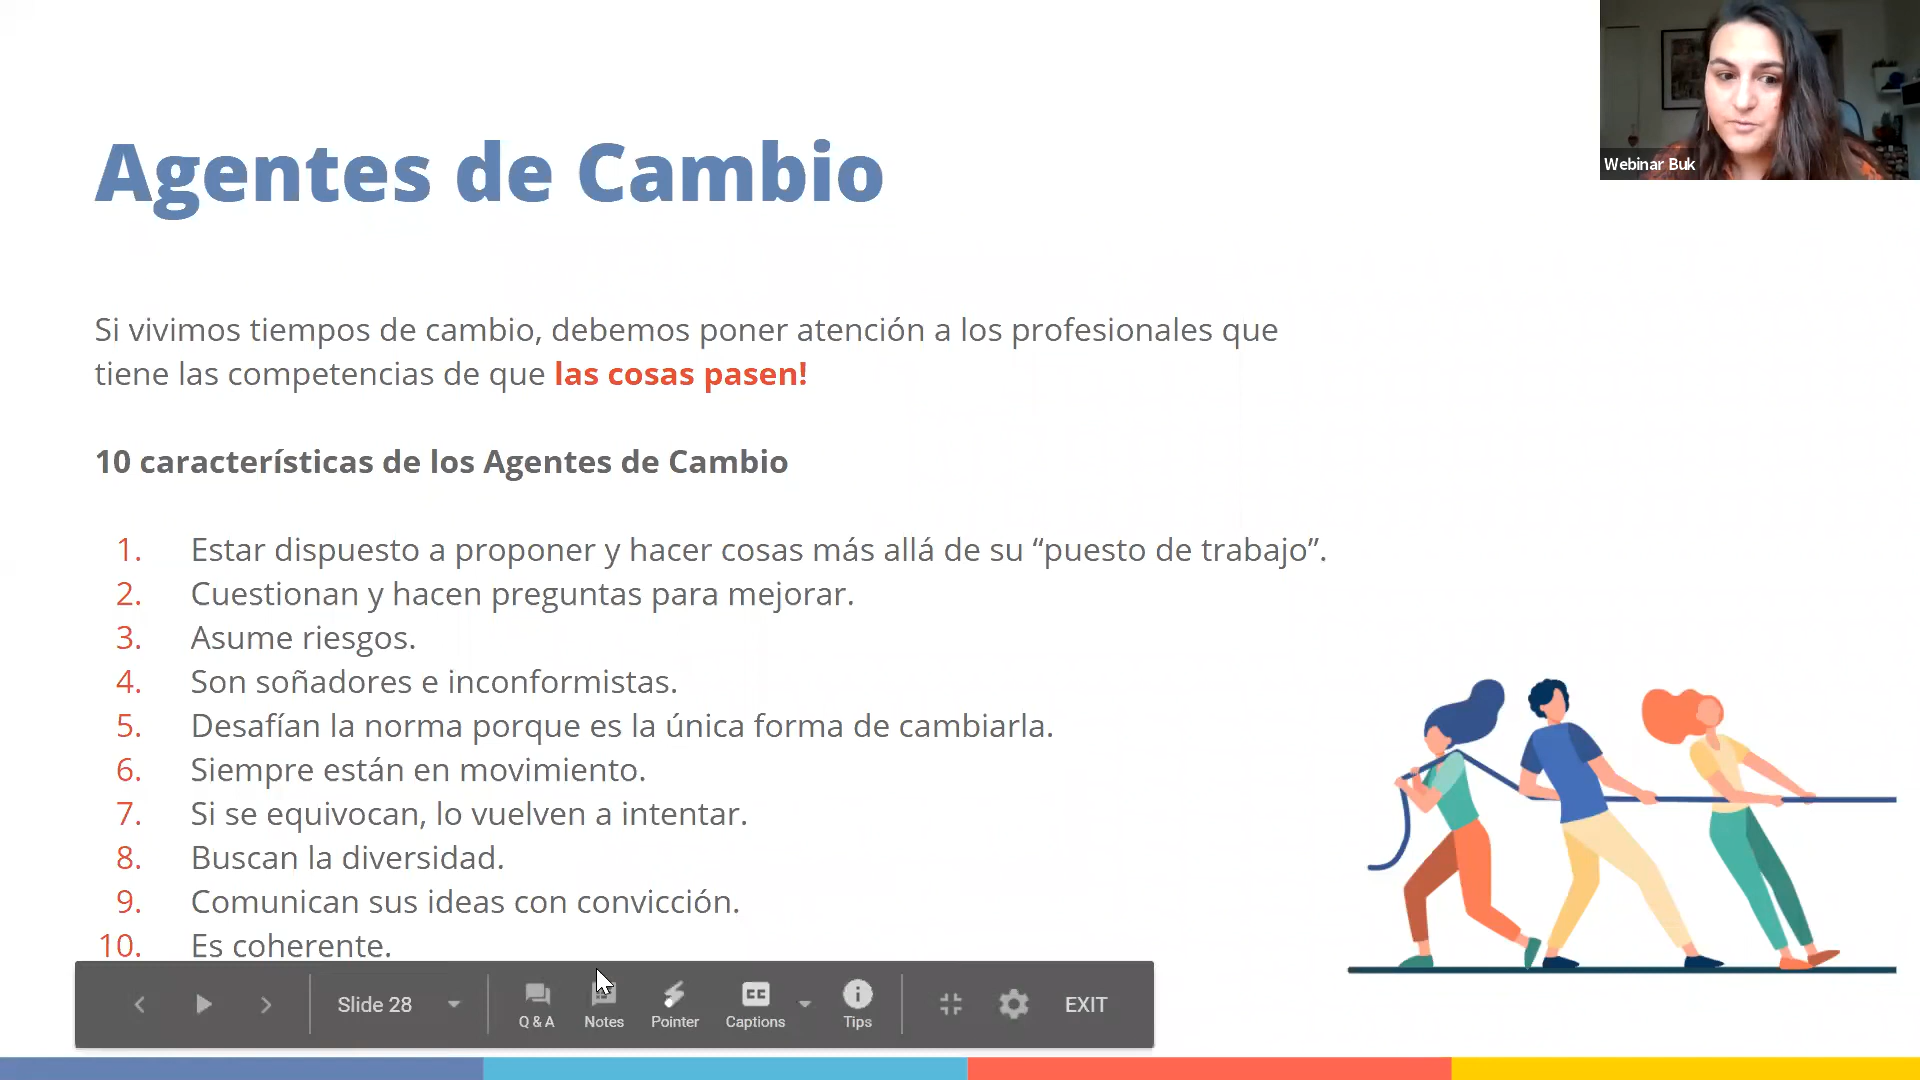 Agentes de Cambio
Webinar Buk
Si vivimos tiempos de cambio, debemos poner atención a los profesionales que
tiene las competencias de que las cosas pasen!
10 características de los Agentes de Cambio
1. Estar dispuesto a proponer y hacer cosas más allá de su “puesto de trabajo”.
2. Cuestionan y hacen preguntas para mejorar.
3. Asume riesgos.
4. Son soñadores e inconformistas.
5. Desafían la norma porque es la única forma de cambiarla.
6. Siempre están en movimiento.
7. Si se equivocan, lo vuelven a intentar.
8. Buscan la diversidad.
9. Comunican sus ideas con convicción.
10. Es coherente.
Slide 28
Q & A
Notes
Pointer
CC
Captions
Tips
EXIT